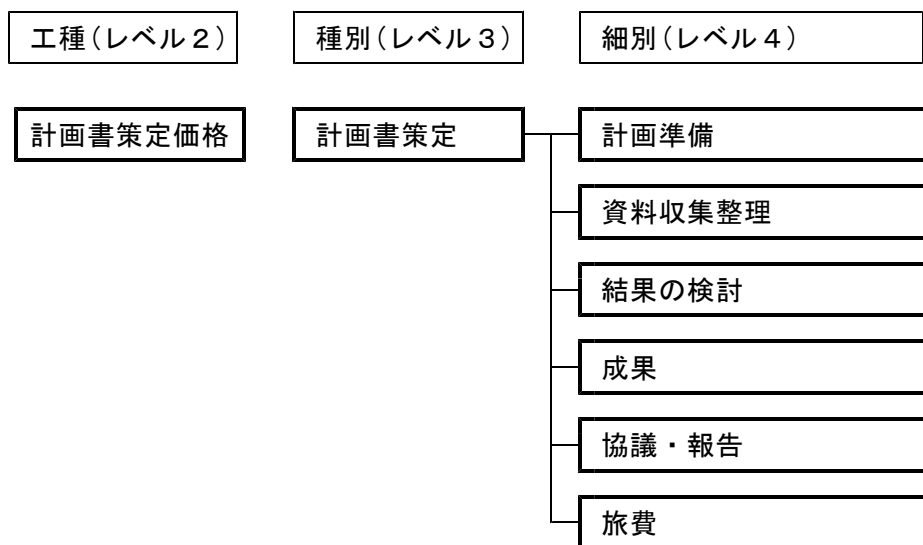 工種(レベル2) 種別(レベル3) 細別(レベル4)
計画書策定価格 計画書策定 計画準備
資料収集整理
結果の検討
成果
協議・報告
旅費